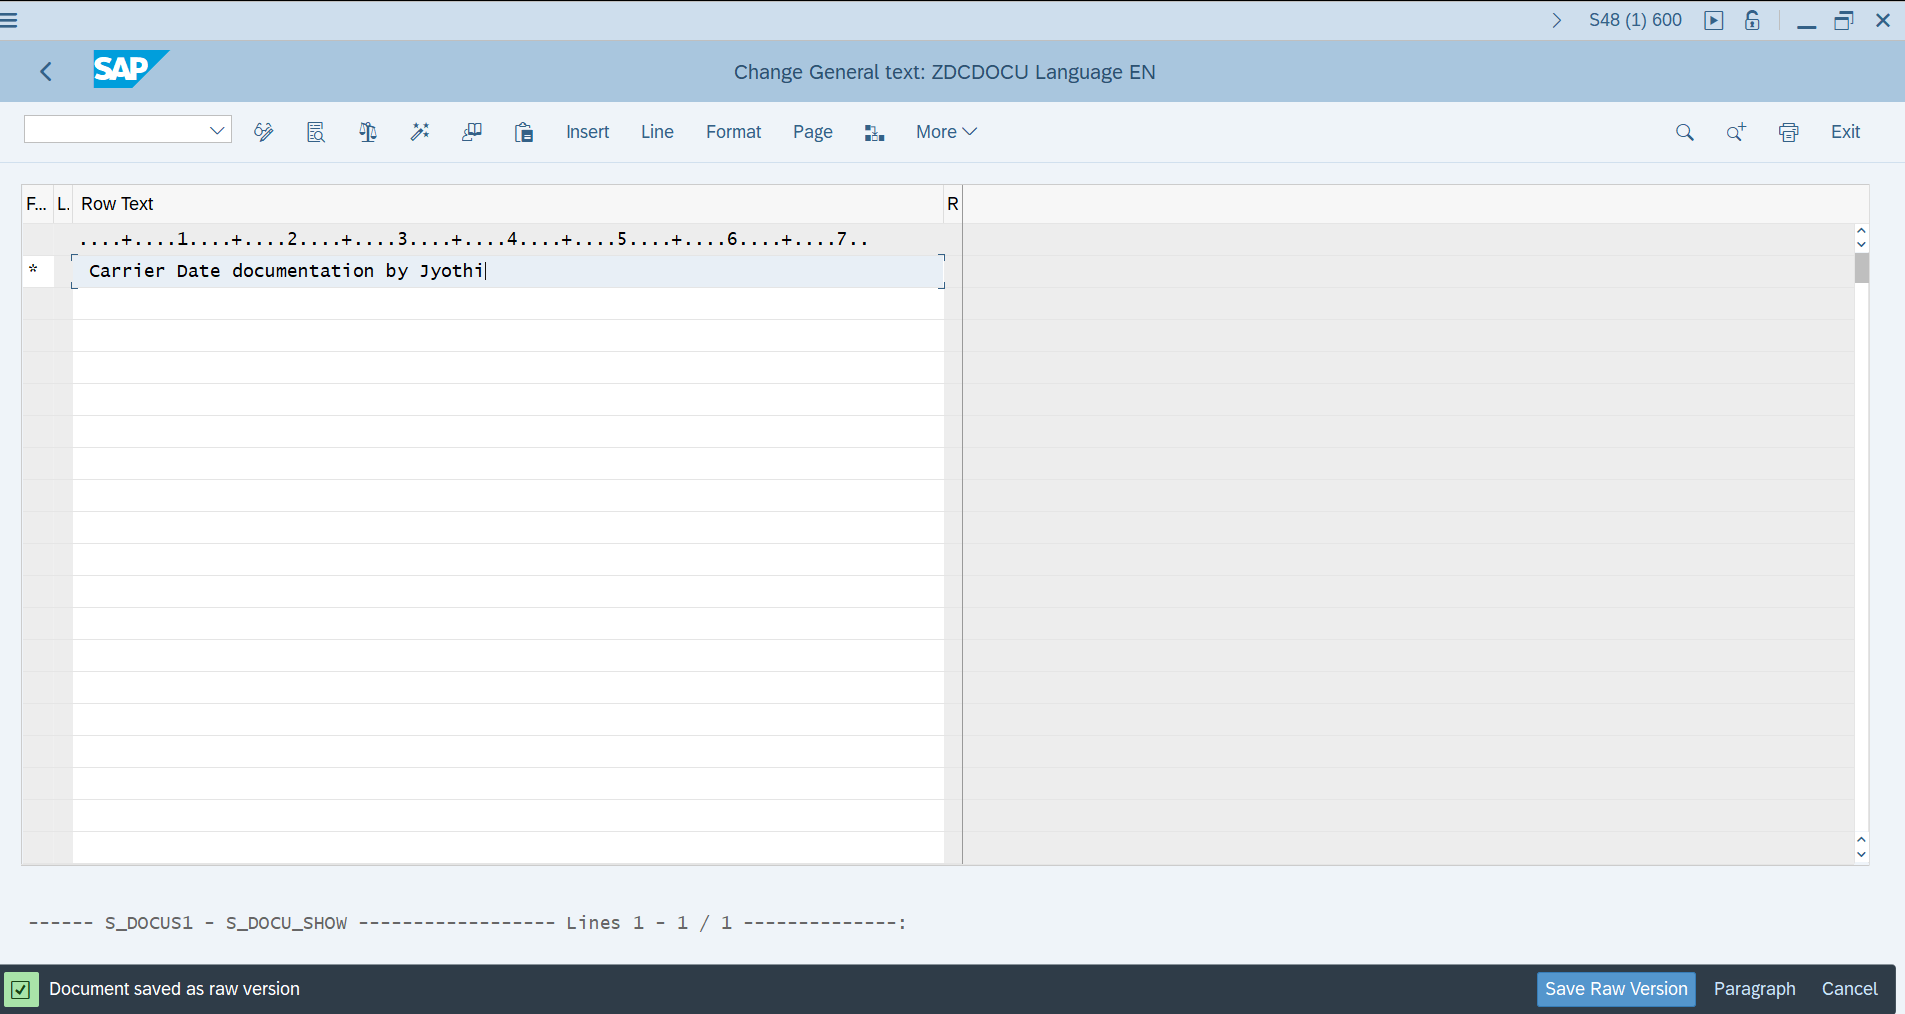 S48 (1) 600
SAP
Change General text: ZDCDOCU Language EN
Insert Line Format Page More Exit
F... L. Row Text R
....+....1....+....2....+....3....+....4....+....5....+....6....+....7..
* Carrier Date documentation by Jyothi
------ S_DOCUS1 - S_DOCU_SHOW ------------------ Lines 1 - 1 / 1 --------------:
Document saved as raw version Save Raw Version Paragraph Cancel